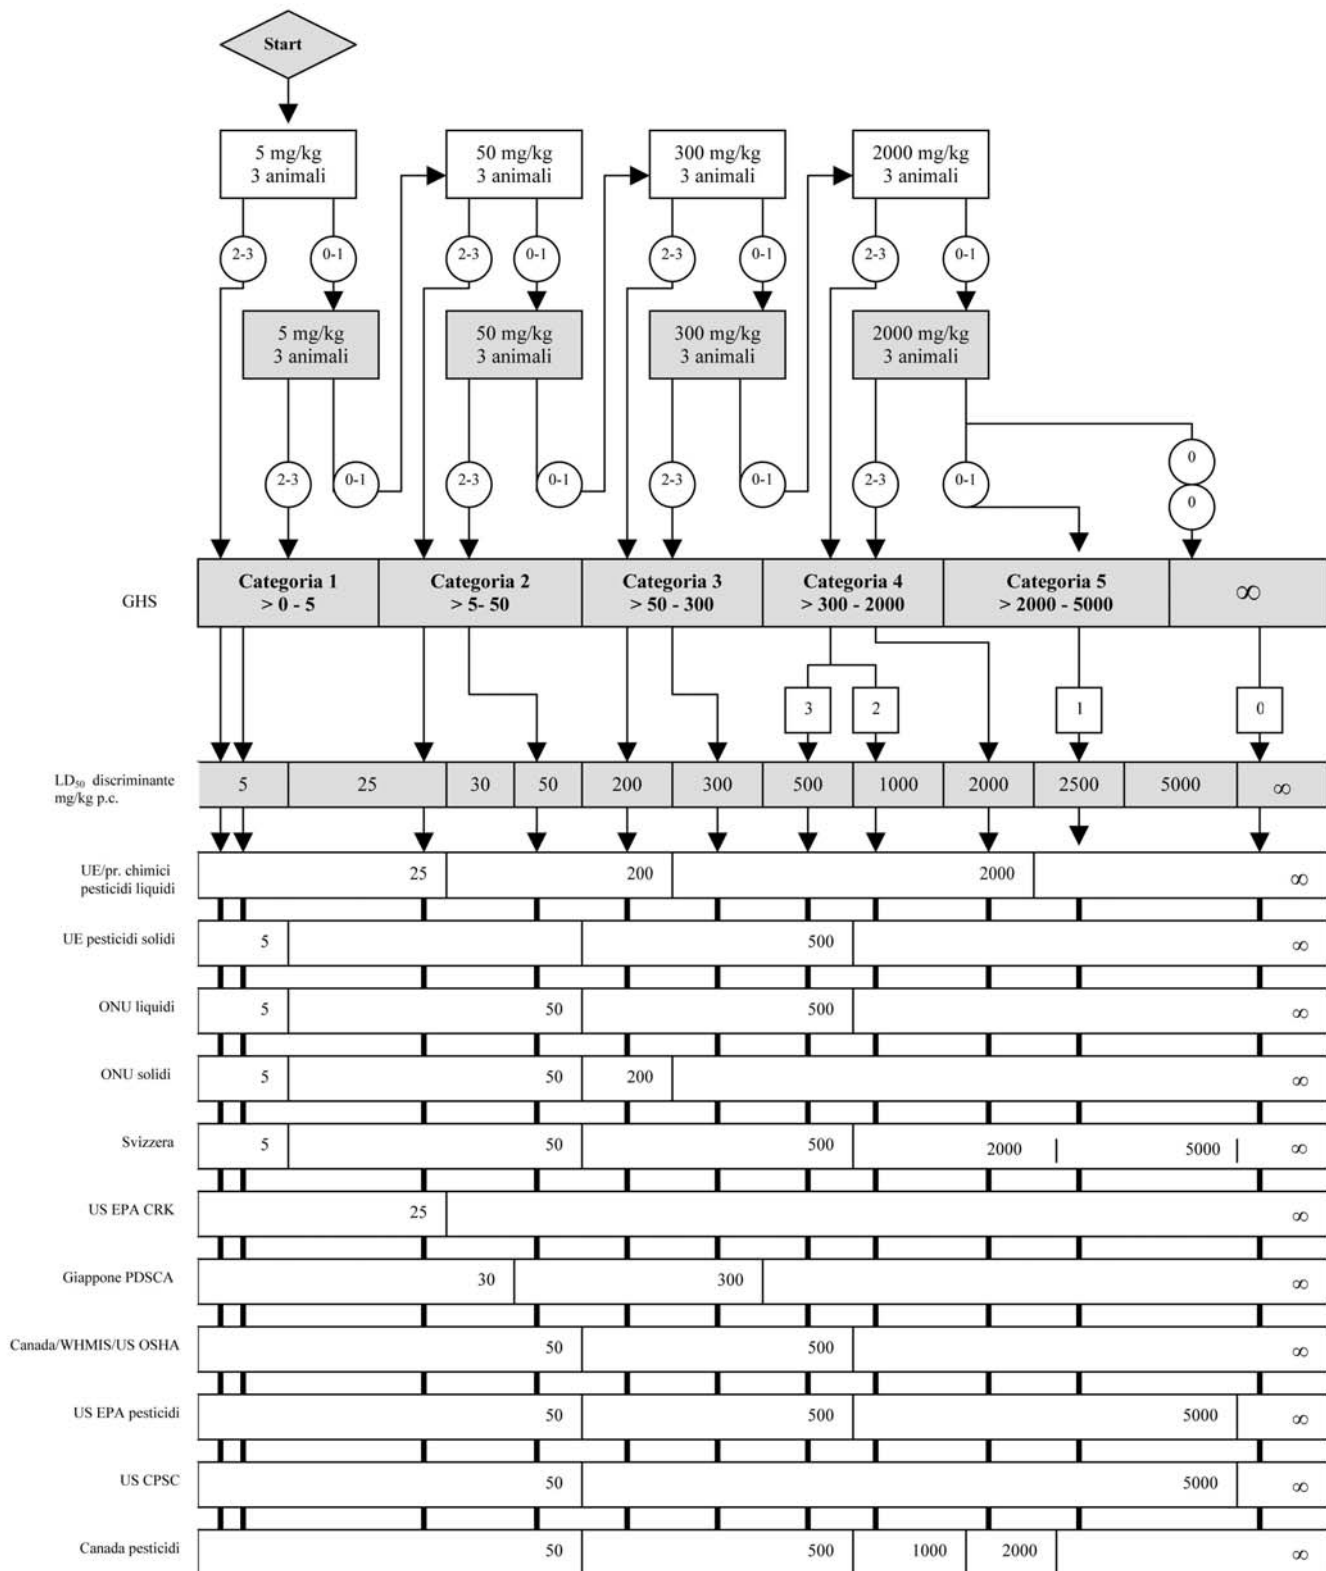 Start
5 mg/kg
3 animali
50 mg/kg
3 animali
300 mg/kg
3 animali
2000 mg/kg
3 animali
2-3
0-1
2-3
0-1
2-3
0-1
2-3
0-1
5 mg/kg
3 animali
50 mg/kg
3 animali
300 mg/kg
3 animali
2000 mg/kg
3 animali
2-3
0-1
2-3
0-1
2-3
0-1
2-3
0-1
0
0
GHS
Categoria 1
> 0 - 5
Categoria 2
> 5- 50
Categoria 3
> 50 - 300
Categoria 4
> 300 - 2000
Categoria 5
> 2000 - 5000
∞
3
2
1
0
LD₅₀ discriminante
mg/kg p.c.
5 25 30 50 200 300 500 1000 2000 2500 5000 ∞
UE/pr. chimici
pesticidi liquidi
25 200 2000 ∞
UE pesticidi solidi 5 500 ∞
ONU liquidi 5 50 500 ∞
ONU solidi 5 50 200 ∞
Svizzera 5 50 500 2000 5000 ∞
US EPA CRK 25 ∞
Giappone PDSCA 30 300 ∞
Canada/WHMIS/US OSHA 50 500 ∞
US EPA pesticidi 50 500 5000 ∞
US CPSC 50 5000 ∞
Canada pesticidi 50 500 1000 2000 ∞